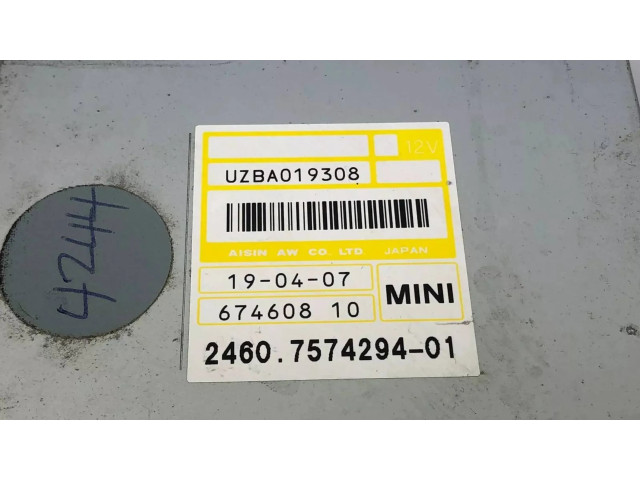 12V
UZBA019308
AISIN AW CO. LTD. JAPAN
19-04-07
MINI
674608 10
2460.7574294-01
4244